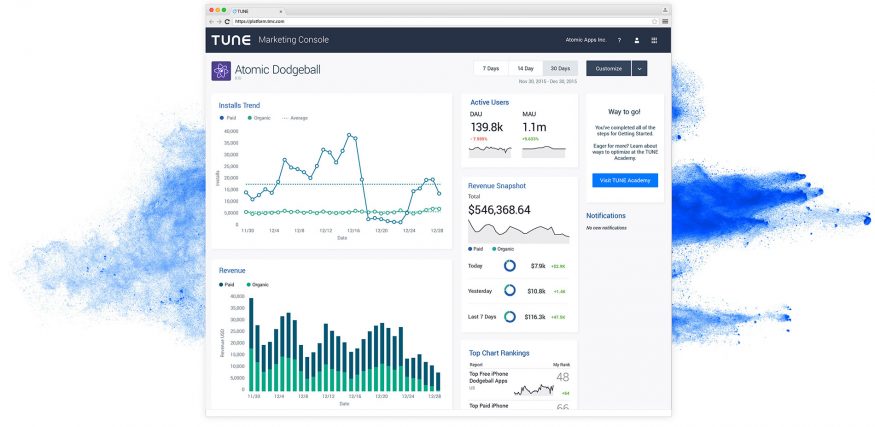 TUNE
https://platform.tmc.com
TUNE Marketing Console
Atomic Apps Inc. ?
Atomic Dodgeball
iOS
7 Days 14 Day 30 Days Customize
Nov 30, 2015 - Dec 30, 2015
Installs Trend
Paid Organic Average
40,000
35,000
30,000
25,000
20,000
15,000
10,000
5,000
0
Installs
11/30 12/4 12/8 12/12 12/16 12/20 12/24 12/28
Date
Revenue
Paid Organic
40,000
35,000
30,000
25,000
20,000
15,000
10,000
5,0000
0
Revenue USD
11/30 12/4 12/8 12/12 12/16 12/20 12/24 12/28
Date
Active Users
DAU MAU
139.8k 1.1m
Revenue Snapshot
Total
$546,368.64
Paid Organic
Today $7.9k
Yesterday $10.8k +1.4k
Last 7 Days $116.3k +47.5k
Top Chart Rankings
Report My Rank
Top Free iPhone
Dodgeball Apps
US
48
+54
Top Paid iPhone
66
Way to go!
You've completed all of the
steps for Getting Started.
Eager for more? Learn about
ways to optimize at the TUNE
Academy.
Visit TUNE Academy
Notifications
No new notifications